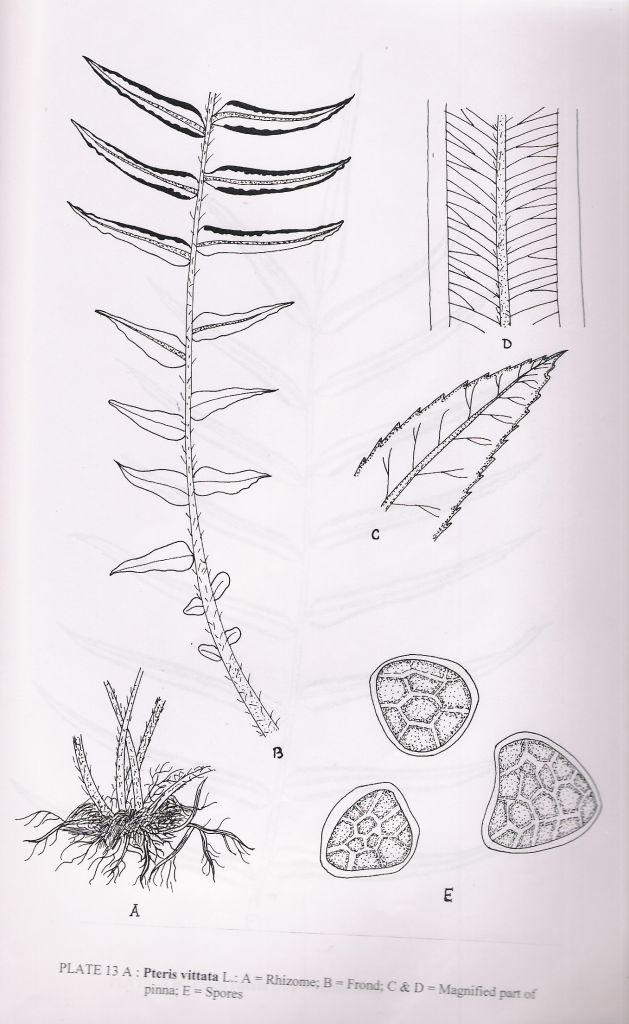 D
C
B
A
E
PLATE 13 A : Pteris vittata L.: A = Rhizome; B = Frond; C & D = Magnified part of
pinna; E = Spores